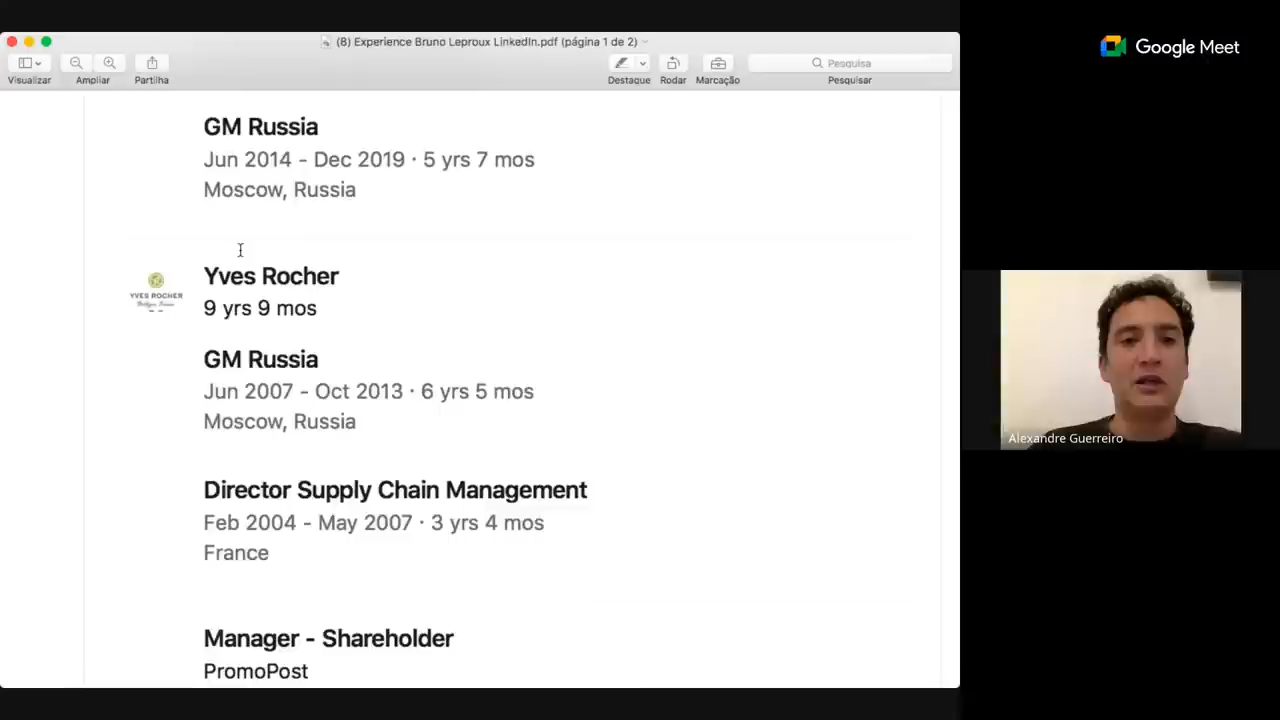 (8) Experience Bruno Leproux LinkedIn.pdf (página 1 de 2)
Visualizar
Ampliar
Partilha
Destaque
Rodar
Marcação
Pesquisa
Pesquisar
Google Meet
GM Russia
Jun 2014 - Dec 2019 · 5 yrs 7 mos
Moscow, Russia
YVES ROCHER
Yves Rocher
9 yrs 9 mos
GM Russia
Jun 2007 - Oct 2013 · 6 yrs 5 mos
Moscow, Russia
Director Supply Chain Management
Feb 2004 - May 2007 · 3 yrs 4 mos
France
Manager - Shareholder
PromoPost
Alexandre Guerreiro